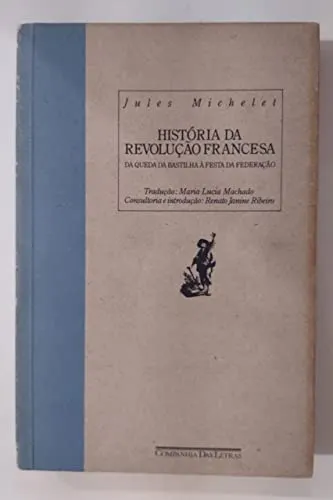 Jules Michelet
HISTÓRIA DA
REVOLUÇÃO FRANCESA
DA QUEDA DA BASTILHA À FESTA DA FEDERAÇÃO
Tradução: Maria Lucia Machado
Consultoria e introdução: Renato Janine Ribeiro
COMPANHIA DAS LETRAS